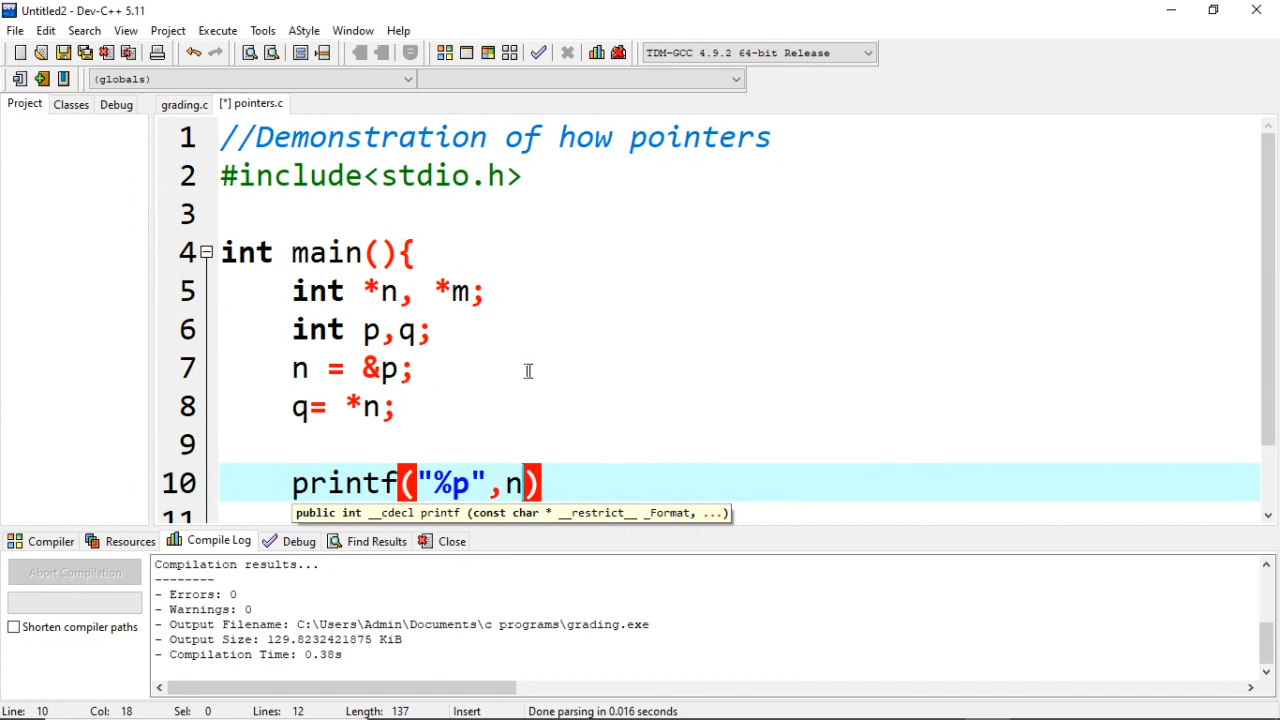 Untitled2 - Dev-C++ 5.11
File Edit Search View Project Execute Tools AStyle Window Help
TDM-GCC 4.9.2 64-bit Release
(globals)
Project Classes Debug grading.c [*] pointers.c
1 //Demonstration of how pointers
2 #include<stdio.h>
3
4 int main(){
5 int *n, *m;
6 int p,q;
7 n = &p;
8 q= *n;
9
10 printf("%p",n)
public int __cdecl printf (const char * __restrict__ _Format, ...)
11
Compiler Resources Compile Log Debug Find Results Close
Abort Compilation
Shorten compiler paths
Compilation results...
--------
- Errors: 0
- Warnings: 0
- Output Filename: C:\Users\Admin\Documents\c programs\grading.exe
- Output Size: 129.8232421875 KiB
- Compilation Time: 0.38s
Line: 10 Col: 18 Sel: 0 Lines: 12 Length: 137 Insert Done parsing in 0.016 seconds